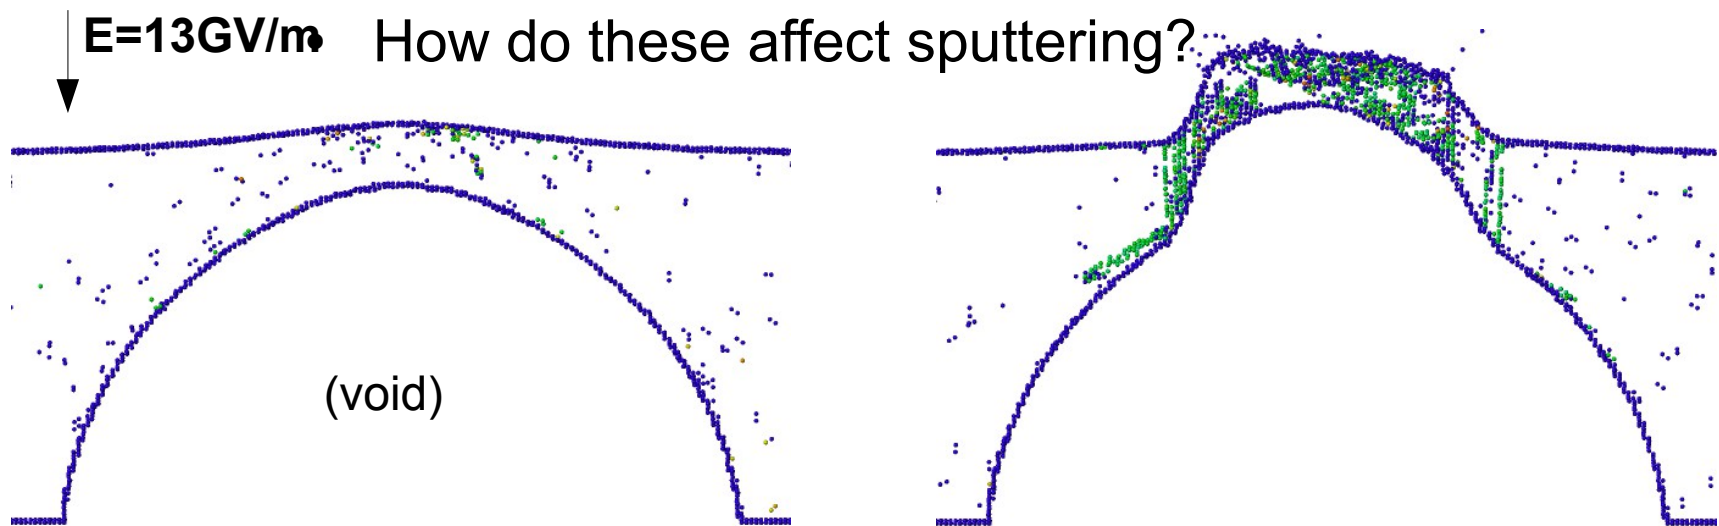 E=13GV/m
• How do these affect sputtering?
(void)